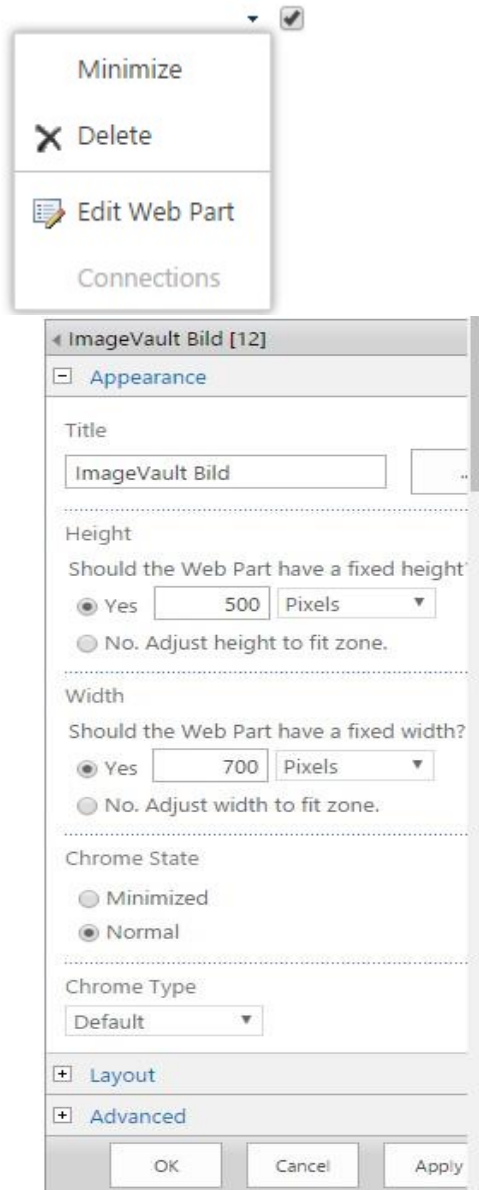 Minimize
Delete
Edit Web Part
Connections
ImageVault Bild [12]
Appearance
Title
ImageVault Bild
..
Height
Should the Web Part have a fixed height?
Yes 500 Pixels
No. Adjust height to fit zone.
Width
Should the Web Part have a fixed width?
Yes 700 Pixels
No. Adjust width to fit zone.
Chrome State
Minimized
Normal
Chrome Type
Default
Layout
Advanced
OK Cancel Apply